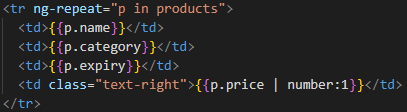 <tr ng-repeat="p in products">
  <td>{{p.name}}</td>
  <td>{{p.category}}</td>
  <td>{{p.expiry}}</td>
  <td class="text-right">{{p.price | number:1}}</td>
</tr>